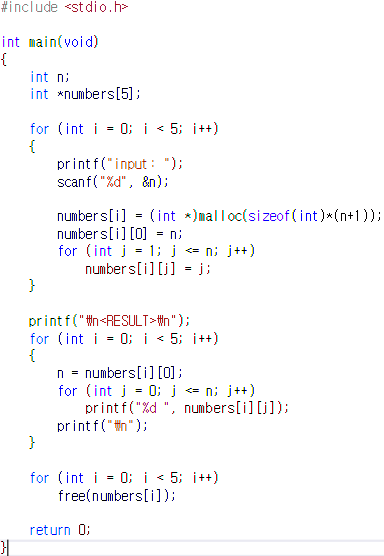 #include <stdio.h>

int main(void)
{
    int n;
    int *numbers[5];

    for (int i = 0; i < 5; i++)
    {
        printf("input: ");
        scanf("%d", &n);

        numbers[i] = (int *)malloc(sizeof(int)*(n+1));
        numbers[i][0] = n;
        for (int j = 1; j <= n; j++)
            numbers[i][j] = j;
    }

    printf("₩n<RESULT>₩n");
    for (int i = 0; i < 5; i++)
    {
        n = numbers[i][0];
        for (int j = 0; j <= n; j++)
            printf("%d ", numbers[i][j]);
        printf("₩n");
    }

    for (int i = 0; i < 5; i++)
        free(numbers[i]);

    return 0;
}